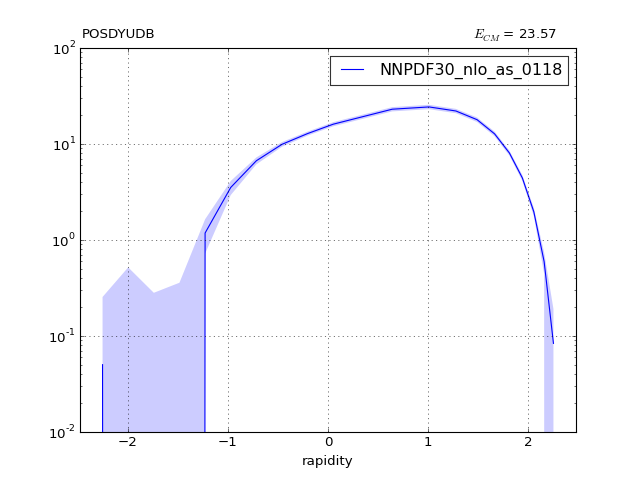 POSDYUDB
E_CM = 23.57
NNPDF30_nlo_as_0118
10^2
10^1
10^0
10^-1
10^-2
−2 −1 0 1 2
rapidity